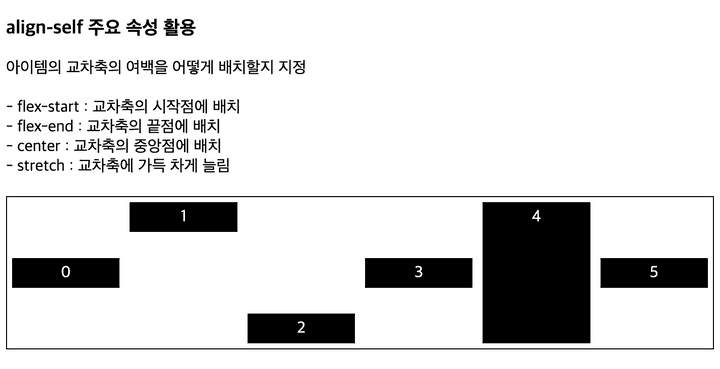 align-self 주요 속성 활용
아이템의 교차축의 여백을 어떻게 배치할지 지정
- flex-start : 교차축의 시작점에 배치
- flex-end : 교차축의 끝점에 배치
- center : 교차축의 중앙점에 배치
- stretch : 교차축에 가득 차게 늘림
0
1
2
3
4
5